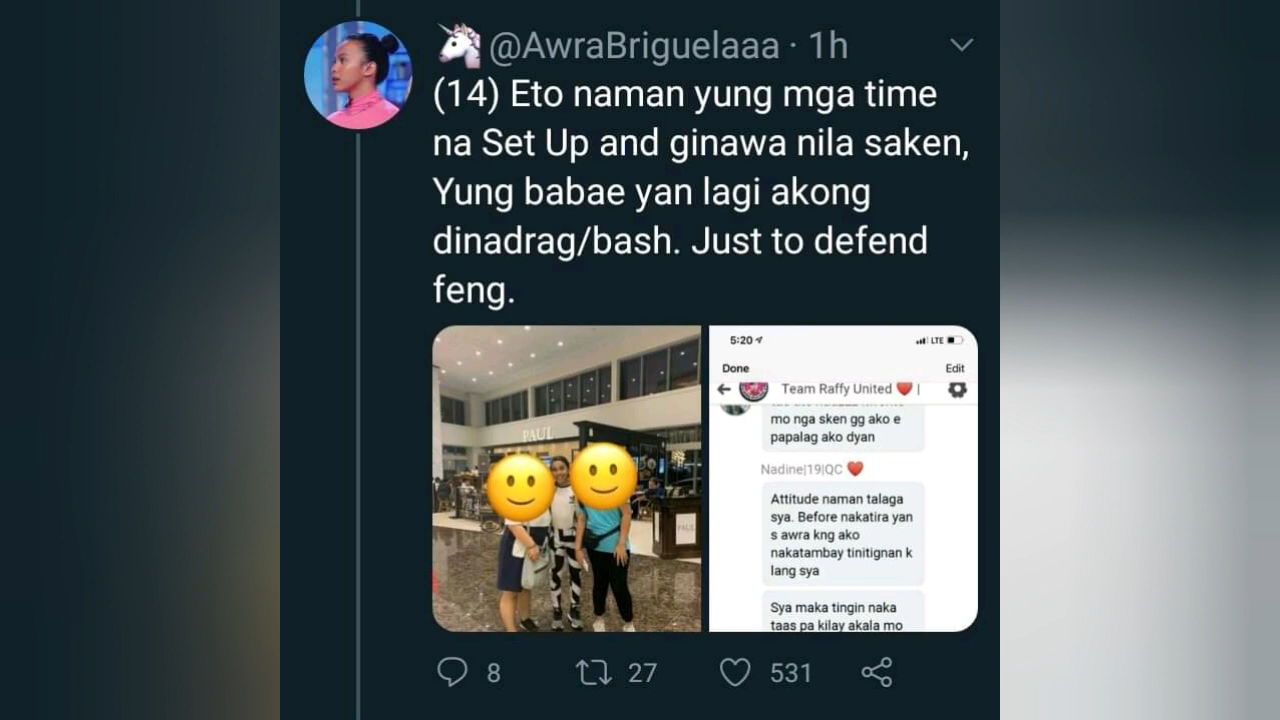 @AwraBriguelaaa · 1h
(14) Eto naman yung mga time
na Set Up and ginawa nila saken,
Yung babae yan lagi akong
dinadrag/bash. Just to defend
feng.
PAUL
PAUL
5:20
LTE
Done
Edit
Team Raffy United ❤️ |
mo nga sken gg ako e
papalag ako dyan
Nadine|19|QC ❤️
Attitude naman talaga
sya. Before nakatira yan
s awra kng ako
nakatambay tinitignan k
lang sya
Sya maka tingin naka
taas pa kilay akala mo
8
27
531